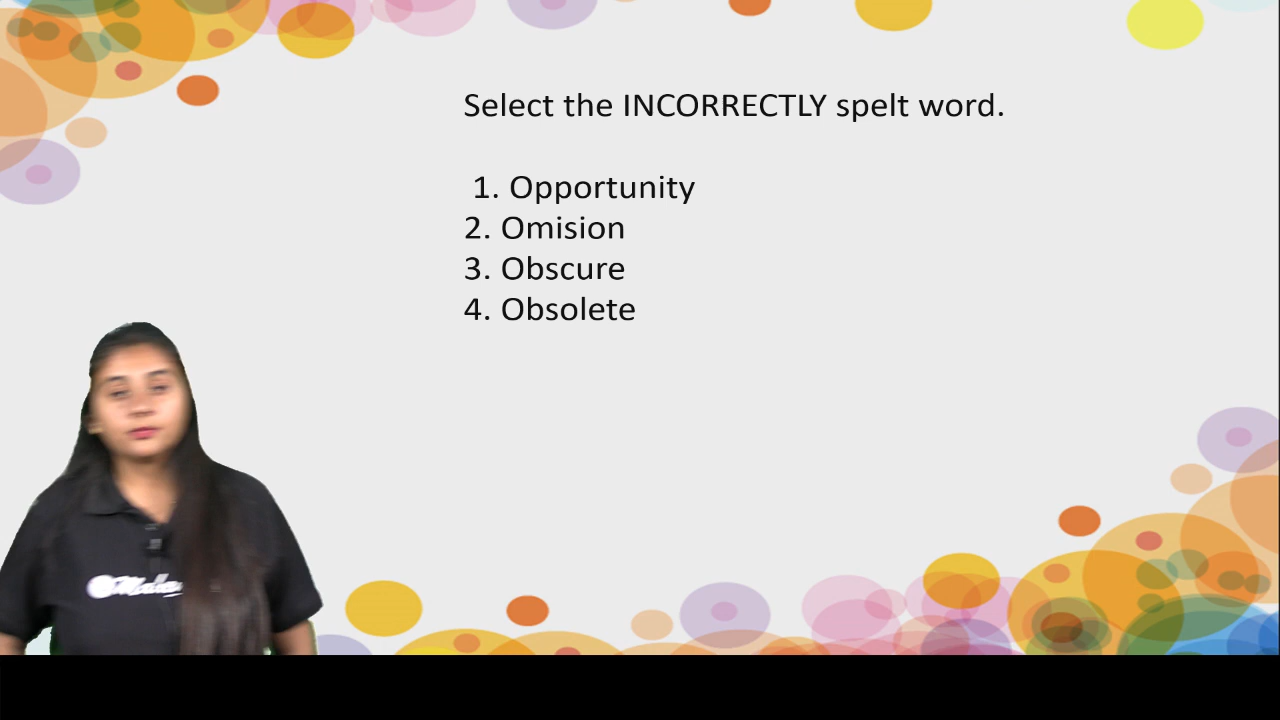 Select the INCORRECTLY spelt word.
1. Opportunity
2. Omision
3. Obscure
4. Obsolete